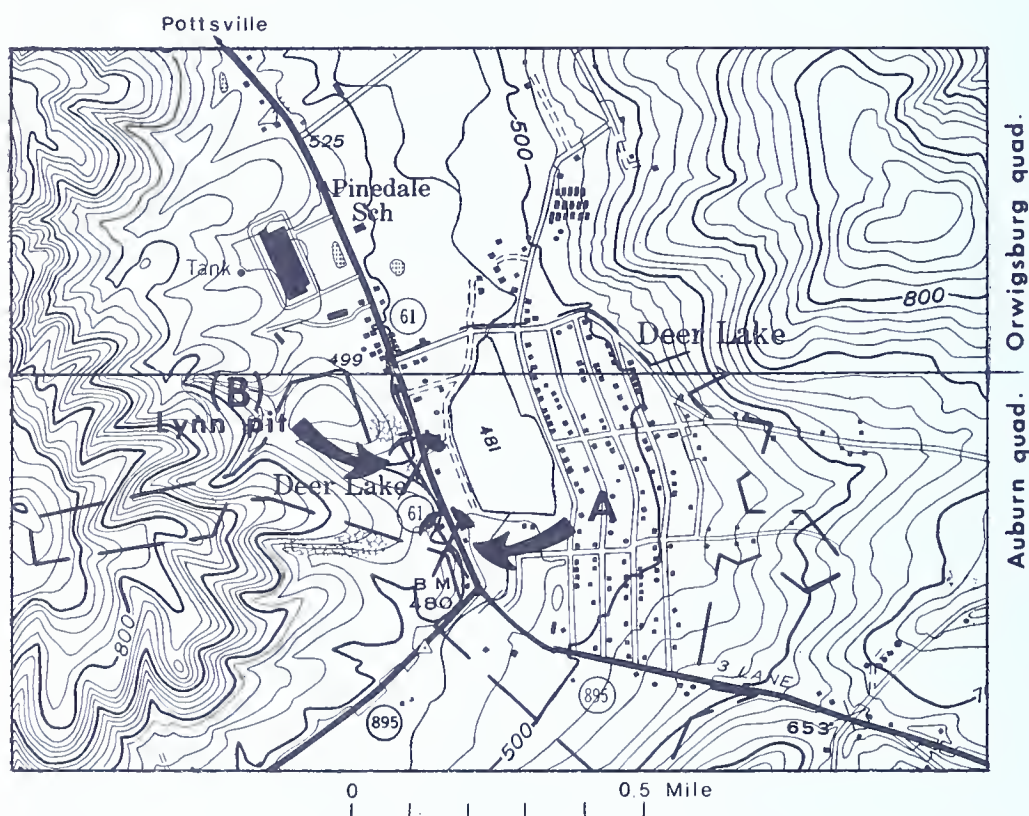 Pottsville
525
500
Pinedale
Sch
Tank
61
800
Deer Lake
499
Orwigsburg quad.
(B)
Lynn pit
481
Deer Lake
61
A
Auburn quad.
BM
480
800
3 LANE
895
895
653
500
0 0.5 Mile